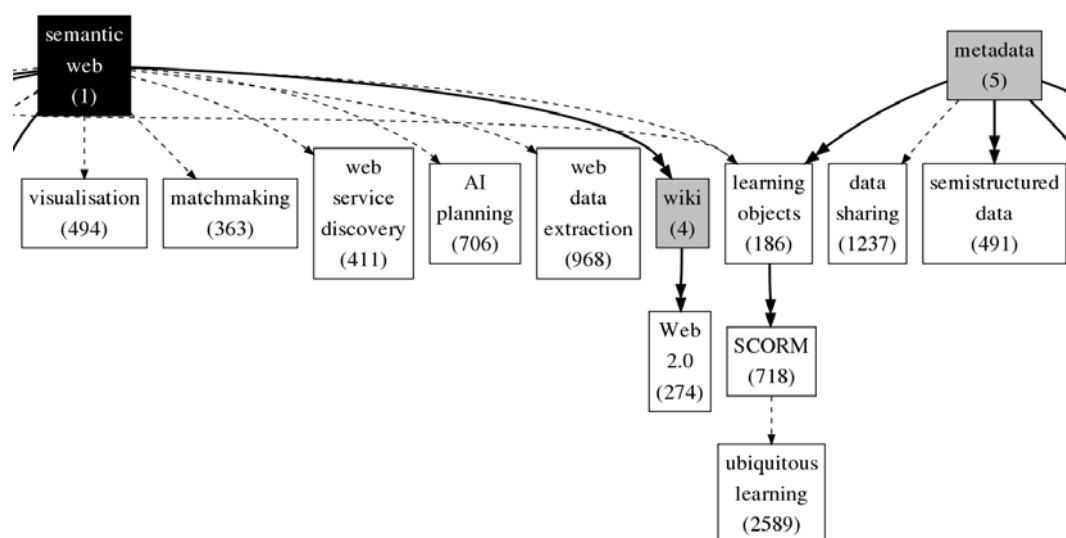 semantic
web
(1)
metadata
(5)
visualisation
(494)
matchmaking
(363)
web
service
discovery
(411)
AI
planning
(706)
web
data
extraction
(968)
wiki
(4)
learning
objects
(186)
data
sharing
(1237)
semistructured
data
(491)
Web
2.0
(274)
SCORM
(718)
ubiquitous
learning
(2589)